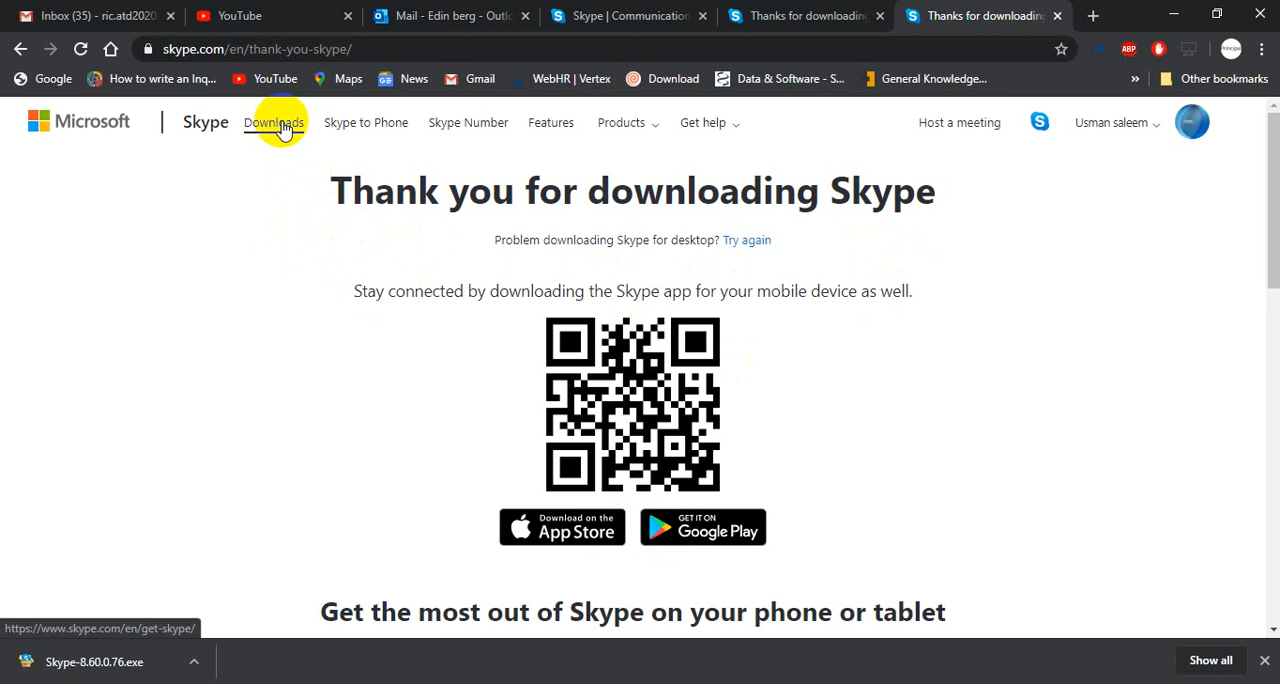 Inbox (35) - ric.atd2020
YouTube
Mail - Edin berg - Outlo
Skype | Communication
Thanks for downloading
Thanks for downloading
skype.com/en/thank-you-skype/
ABP
Principa
Google
How to write an Inq...
YouTube
Maps
News
Gmail
WebHR | Vertex
Download
Data & Software - S...
General Knowledge...
»
Other bookmarks
Microsoft
Skype
Downloads
Skype to Phone
Skype Number
Features
Products
Get help
Host a meeting
Usman saleem
Thank you for downloading Skype
Problem downloading Skype for desktop? Try again
Stay connected by downloading the Skype app for your mobile device as well.
Download on the
App Store
GET IT ON
Google Play
Get the most out of Skype on your phone or tablet
https://www.skype.com/en/get-skype/
Skype-8.60.0.76.exe
Show all